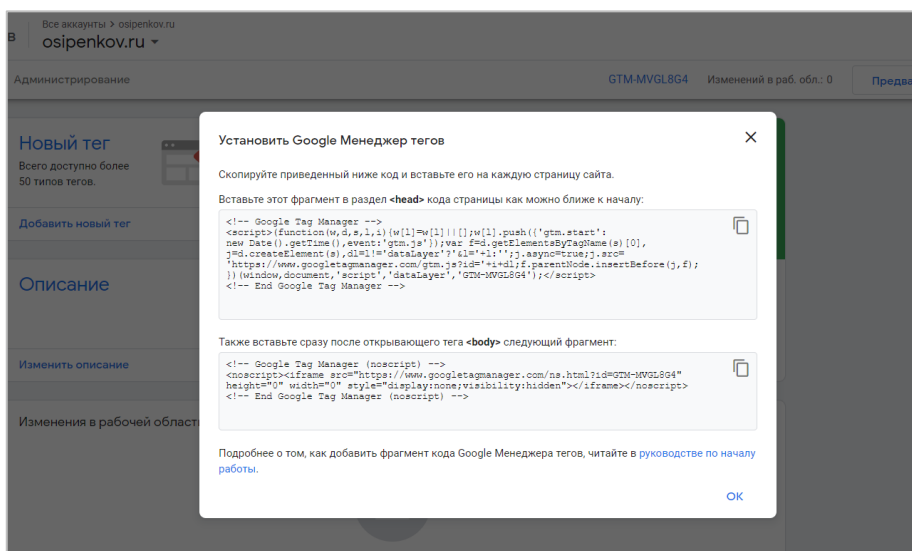 Все аккаунты > osipenkov.ru
osipenkov.ru
Администрирование
GTM-MVGL8G4
Изменений в раб. обл.: 0
Предва
Новый тег
Всего доступно более
50 типов тегов.
Добавить новый тег
Описание
Изменить описание
Изменения в рабочей област
Установить Google Менеджер тегов
Скопируйте приведенный ниже код и вставьте его на каждую страницу сайта.
Вставьте этот фрагмент в раздел <head> кода страницы как можно ближе к началу:
<!-- Google Tag Manager -->
<script>(function(w,d,s,l,i){w[l]=w[l]||[];w[l].push({'gtm.start':
new Date().getTime(),event:'gtm.js'});var f=d.getElementsByTagName(s)[0],
j=d.createElement(s),dl=l!='dataLayer'?'&l='+l:'';j.async=true;j.src=
'https://www.googletagmanager.com/gtm.js?id='+i+dl;f.parentNode.insertBefore(j,f);
})(window,document,'script','dataLayer','GTM-MVGL8G4');</script>
<!-- End Google Tag Manager -->
Также вставьте сразу после открывающего тега <body> следующий фрагмент:
<!-- Google Tag Manager (noscript) -->
<noscript><iframe src="https://www.googletagmanager.com/ns.html?id=GTM-MVGL8G4"
height="0" width="0" style="display:none;visibility:hidden"></iframe></noscript>
<!-- End Google Tag Manager (noscript) -->
Подробнее о том, как добавить фрагмент кода Google Менеджера тегов, читайте в руководстве по началу
работы.
ОК